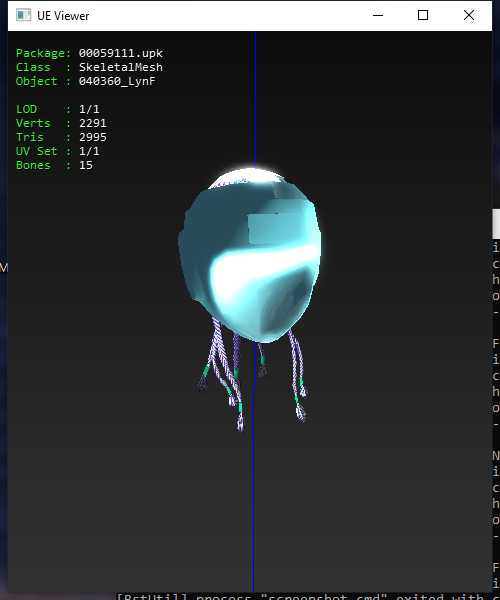 UE Viewer
Package: 00059111.upk
Class : SkeletalMesh
Object : 040360_LynF
LOD : 1/1
Verts : 2291
Tris : 2995
UV Set : 1/1
Bones : 15
M
i
c
h
o
-
F
i
c
h
o
-
N
i
c
h
o
-
F
i
[BstUtil] process "screenshot.cmd" exited with c